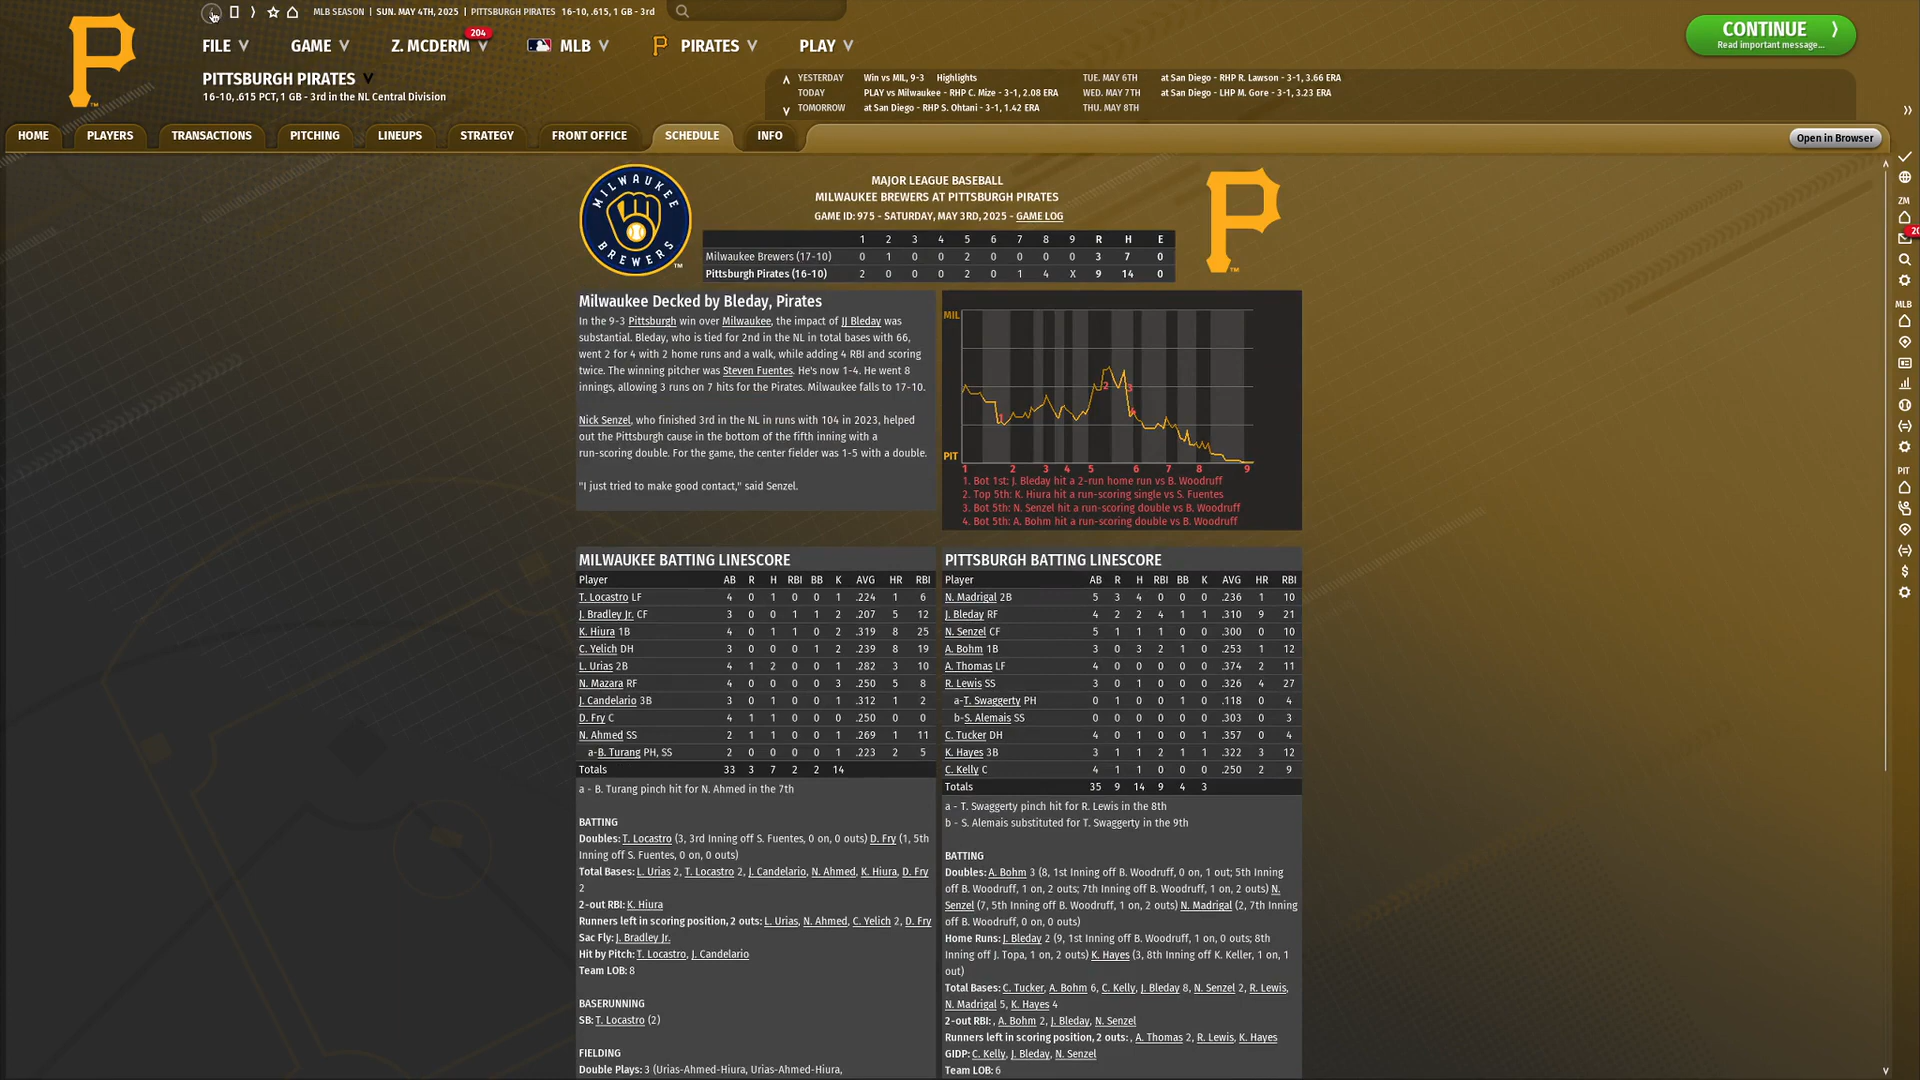 MLB SEASON | SUN. MAY 4TH, 2025 | PITTSBURGH PIRATES 16-10, .615, 1 GB - 3rd
FILE GAME Z. MCDERM 204 MLB PIRATES PLAY
CONTINUE
Read important message...
PITTSBURGH PIRATES
16-10, .615 PCT, 1 GB - 3rd in the NL Central Division
YESTERDAY Win vs MIL, 9-3 Highlights TUE. MAY 6TH at San Diego - RHP R. Lawson - 3-1, 3.66 ERA
TODAY PLAY vs Milwaukee - RHP C. Mize - 3-1, 2.08 ERA WED. MAY 7TH at San Diego - LHP M. Gore - 3-1, 3.23 ERA
TOMORROW at San Diego - RHP S. Ohtani - 3-1, 1.42 ERA THU. MAY 8TH
HOME PLAYERS TRANSACTIONS PITCHING LINEUPS STRATEGY FRONT OFFICE SCHEDULE INFO Open in Browser
MILWAUKEE BREWERS
MAJOR LEAGUE BASEBALL
MILWAUKEE BREWERS AT PITTSBURGH PIRATES
GAME ID: 975 - SATURDAY, MAY 3RD, 2025 - GAME LOG
1 2 3 4 5 6 7 8 9 R H E
Milwaukee Brewers (17-10) 0 1 0 0 2 0 0 0 0 3 7 0
Pittsburgh Pirates (16-10) 2 0 0 0 2 0 1 4 X 9 14 0
Milwaukee Decked by Bleday, Pirates
In the 9-3 Pittsburgh win over Milwaukee, the impact of JJ Bleday was
substantial. Bleday, who is tied for 2nd in the NL in total bases with 66,
went 2 for 4 with 2 home runs and a walk, while adding 4 RBI and scoring
twice. The winning pitcher was Steven Fuentes. He's now 1-4. He went 8
innings, allowing 3 runs on 7 hits for the Pirates. Milwaukee falls to 17-10.
Nick Senzel, who finished 3rd in the NL in runs with 104 in 2023, helped
out the Pittsburgh cause in the bottom of the fifth inning with a
run-scoring double. For the game, the center fielder was 1-5 with a double.
"I just tried to make good contact," said Senzel.
MIL
1 2 3 4
PIT
1 2 3 4 5 6 7 8 9
1. Bot 1st: J. Bleday hit a 2-run home run vs B. Woodruff
2. Top 5th: K. Hiura hit a run-scoring single vs S. Fuentes
3. Bot 5th: N. Senzel hit a run-scoring double vs B. Woodruff
4. Bot 5th: A. Bohm hit a run-scoring double vs B. Woodruff
MILWAUKEE BATTING LINESCORE
Player AB R H RBI BB K AVG HR RBI
T. Locastro LF 4 0 1 0 0 1 .224 1 6
J. Bradley Jr. CF 3 0 0 1 1 2 .207 5 12
K. Hiura 1B 4 0 1 1 0 2 .319 8 25
C. Yelich DH 3 0 0 0 1 2 .239 8 19
L. Urias 2B 4 1 2 0 0 1 .282 3 10
N. Mazara RF 4 0 0 0 0 3 .250 5 8
J. Candelario 3B 3 0 1 0 0 1 .312 1 2
D. Fry C 4 1 1 0 0 0 .250 0 0
N. Ahmed SS 2 1 1 0 0 1 .269 1 11
a-B. Turang PH, SS 2 0 0 0 0 1 .223 2 5
Totals 33 3 7 2 2 14
a - B. Turang pinch hit for N. Ahmed in the 7th
BATTING
Doubles: T. Locastro (3, 3rd Inning off S. Fuentes, 0 on, 0 outs) D. Fry (1, 5th
Inning off S. Fuentes, 0 on, 0 outs)
Total Bases: L. Urias 2, T. Locastro 2, J. Candelario, N. Ahmed, K. Hiura, D. Fry
2
2-out RBI: K. Hiura
Runners left in scoring position, 2 outs: L. Urias, N. Ahmed, C. Yelich 2, D. Fry
Sac Fly: J. Bradley Jr.
Hit by Pitch: T. Locastro, J. Candelario
Team LOB: 8
BASERUNNING
SB: T. Locastro (2)
FIELDING
Double Plays: 3 (Urias-Ahmed-Hiura, Urias-Ahmed-Hiura,
PITTSBURGH BATTING LINESCORE
Player AB R H RBI BB K AVG HR RBI
N. Madrigal 2B 5 3 4 0 0 0 .236 1 10
J. Bleday RF 4 2 2 4 1 1 .310 9 21
N. Senzel CF 5 1 1 1 0 0 .300 0 10
A. Bohm 1B 3 0 3 2 1 0 .253 1 12
A. Thomas LF 4 0 0 0 0 0 .374 2 11
R. Lewis SS 3 0 1 0 0 0 .326 4 27
a-T. Swaggerty PH 0 1 0 0 1 0 .118 0 4
b-S. Alemais SS 0 0 0 0 0 0 .303 0 3
C. Tucker DH 4 0 1 0 0 1 .357 0 4
K. Hayes 3B 3 1 1 2 1 1 .322 3 12
C. Kelly C 4 1 1 0 0 0 .250 2 9
Totals 35 9 14 9 4 3
a - T. Swaggerty pinch hit for R. Lewis in the 8th
b - S. Alemais substituted for T. Swaggerty in the 9th
BATTING
Doubles: A. Bohm 3 (8, 1st Inning off B. Woodruff, 0 on, 1 out; 5th Inning
off B. Woodruff, 1 on, 2 outs; 7th Inning off B. Woodruff, 1 on, 2 outs) N.
Senzel (7, 5th Inning off B. Woodruff, 1 on, 2 outs) N. Madrigal (2, 7th Inning
off B. Woodruff, 0 on, 0 outs)
Home Runs: J. Bleday 2 (9, 1st Inning off B. Woodruff, 1 on, 0 outs; 8th
Inning off J. Topa, 1 on, 2 outs) K. Hayes (3, 8th Inning off K. Keller, 1 on, 1
out)
Total Bases: C. Tucker, A. Bohm 6, C. Kelly, J. Bleday 8, N. Senzel 2, R. Lewis,
N. Madrigal 5, K. Hayes 4
2-out RBI: , A. Bohm 2, J. Bleday, N. Senzel
Runners left in scoring position, 2 outs: , A. Thomas 2, R. Lewis, K. Hayes
GIDP: C. Kelly, J. Bleday, N. Senzel
Team LOB: 6
ZM
20
MLB
PIT